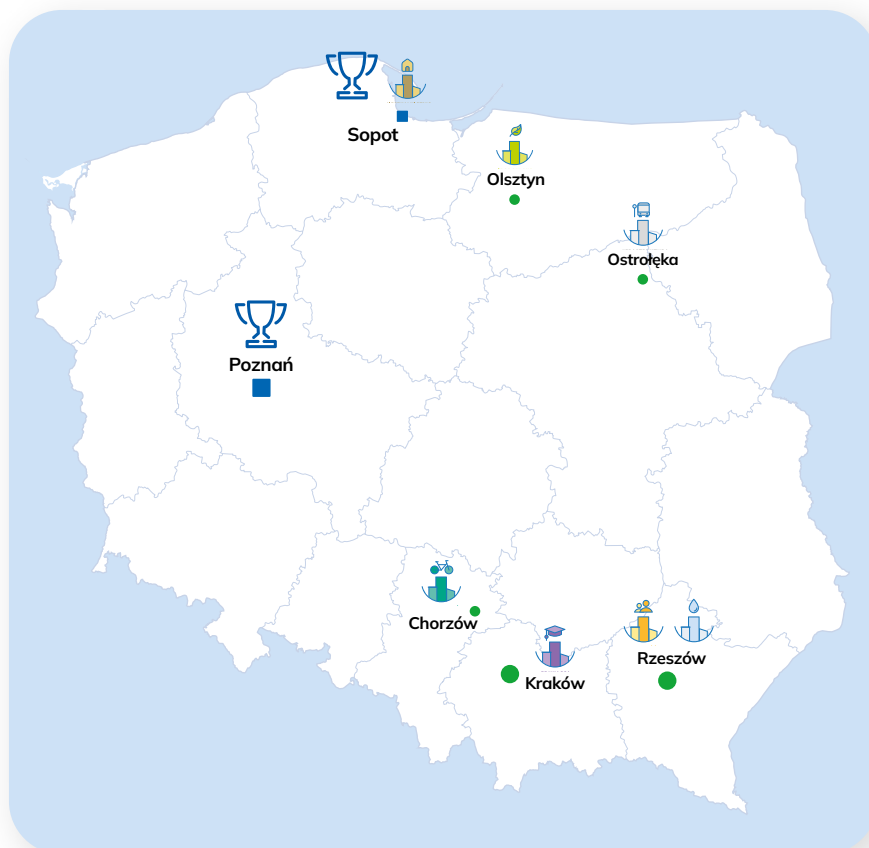 Sopot
Olsztyn
Ostrołęka
Poznań
Chorzów
Rzeszów
Kraków